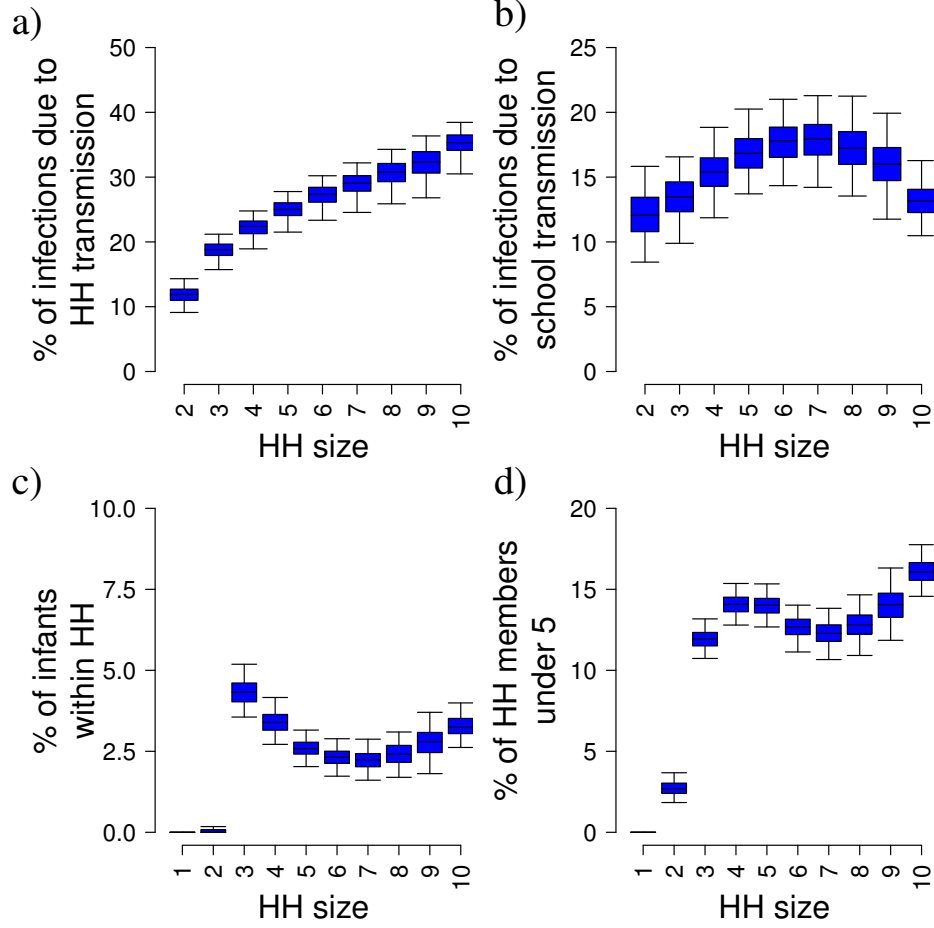 a)
% of infections due to
HH transmission
50
40
30
20
10
0
2 3 4 5 6 7 8 9 10
HH size
b)
% of infections due to
school transmission
25
20
15
10
5
0
2 3 4 5 6 7 8 9 10
HH size
c)
% of infants
within HH
10.0
7.5
5.0
2.5
0.0
1 2 3 4 5 6 7 8 9 10
HH size
d)
% of HH members
under 5
20
15
10
5
0
1 2 3 4 5 6 7 8 9 10
HH size